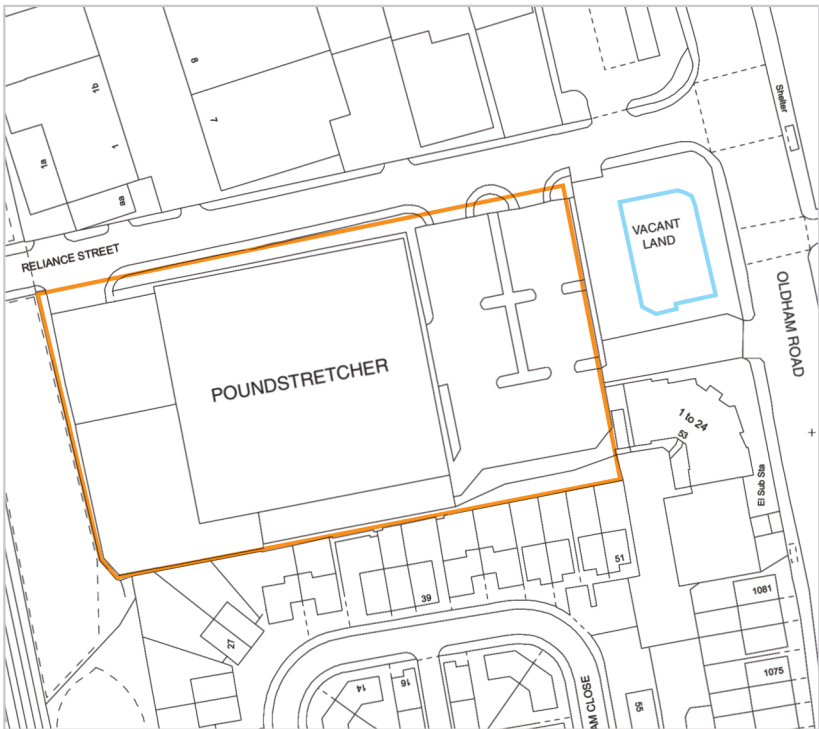 8
1b
7
1
1a
8a
Shelter
VACANT
LAND
RELIANCE STREET
OLDHAM ROAD
POUNDSTRETCHER
1 to 24
53
El Sub Sta
51
39
27
1081
1075
14
16
55
AM CLOSE